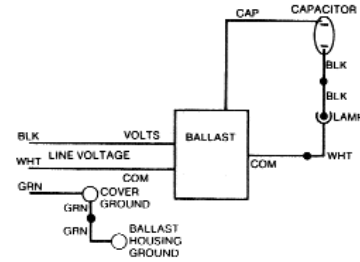 CAPACITOR
CAP
BLK
BLK
LAMP
BLK VOLTS
BALLAST
LINE VOLTAGE
WHT
COM
COM
WHT
GRN
COVER
GROUND
GRN
GRN
BALLAST
HOUSING
GROUND